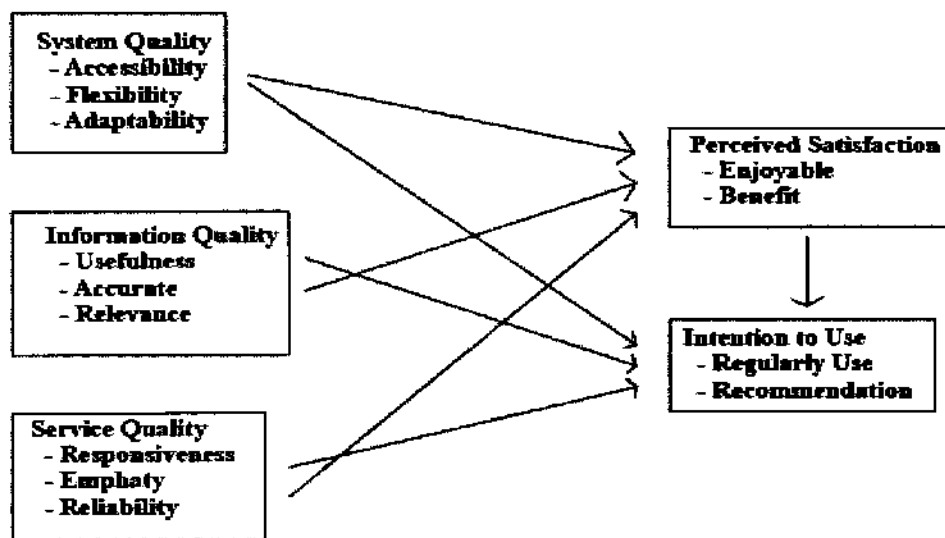 System Quality
- Accessibility
- Flexibility
- Adaptability
Information Quality
- Usefulness
- Accurate
- Relevance
Service Quality
- Responsiveness
- Emphaty
- Reliability
Perceived Satisfaction
- Enjoyable
- Benefit
Intention to Use
- Regularly Use
- Recommendation